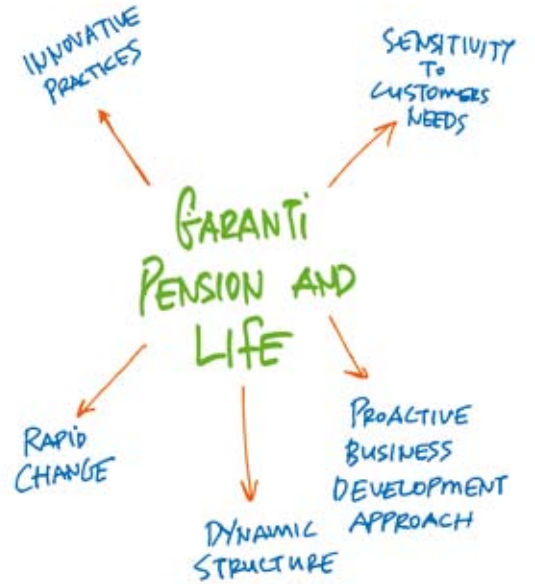 INNOVATIVE
PRACTICES
SENSITIVITY
TO
CUSTOMERS
NEEDS
GARANTi
PENSION AND
LIFE
RAPiD
CHANGE
DYNAMIC
STRUCTURE
PROACTIVE
BUSINESS
DEVELOPMENT
APPROACH